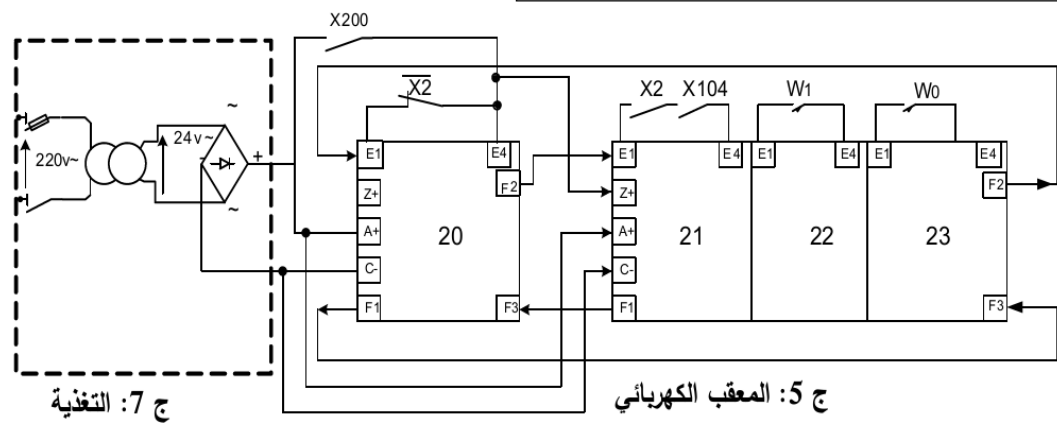 X200
X2
X2 X104
W1
W0
~
24v~
220v~
+
~
E1 E4 F2 Z+ A+ C- F1 F3
20
E1 E4 Z+ A+ C- F1
21
E1 E4
22
E1 E4 F2 F3
23
ج 7: التغذية
ج 5: المعقب الكهربائي